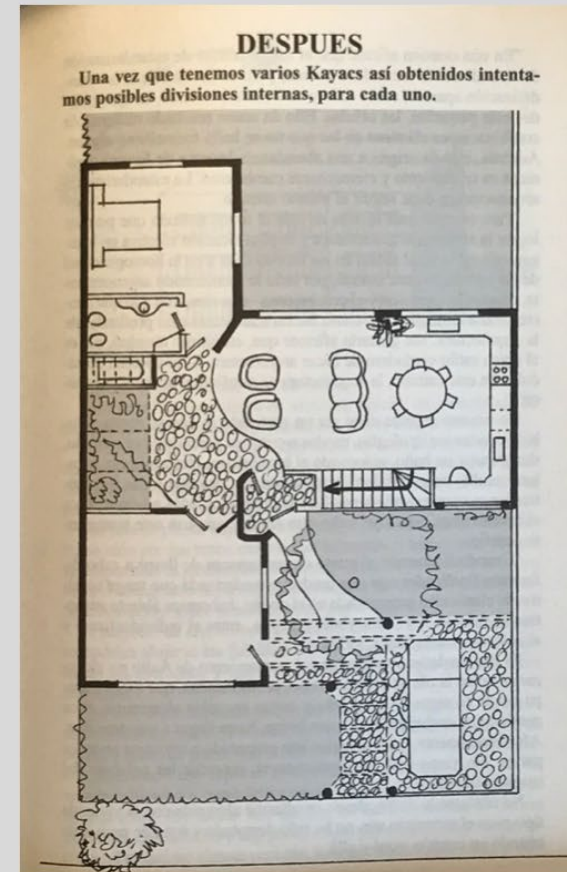 DESPUES
Una vez que tenemos varios Kayacs así obtenidos intenta-
mos posibles divisiones internas, para cada uno.